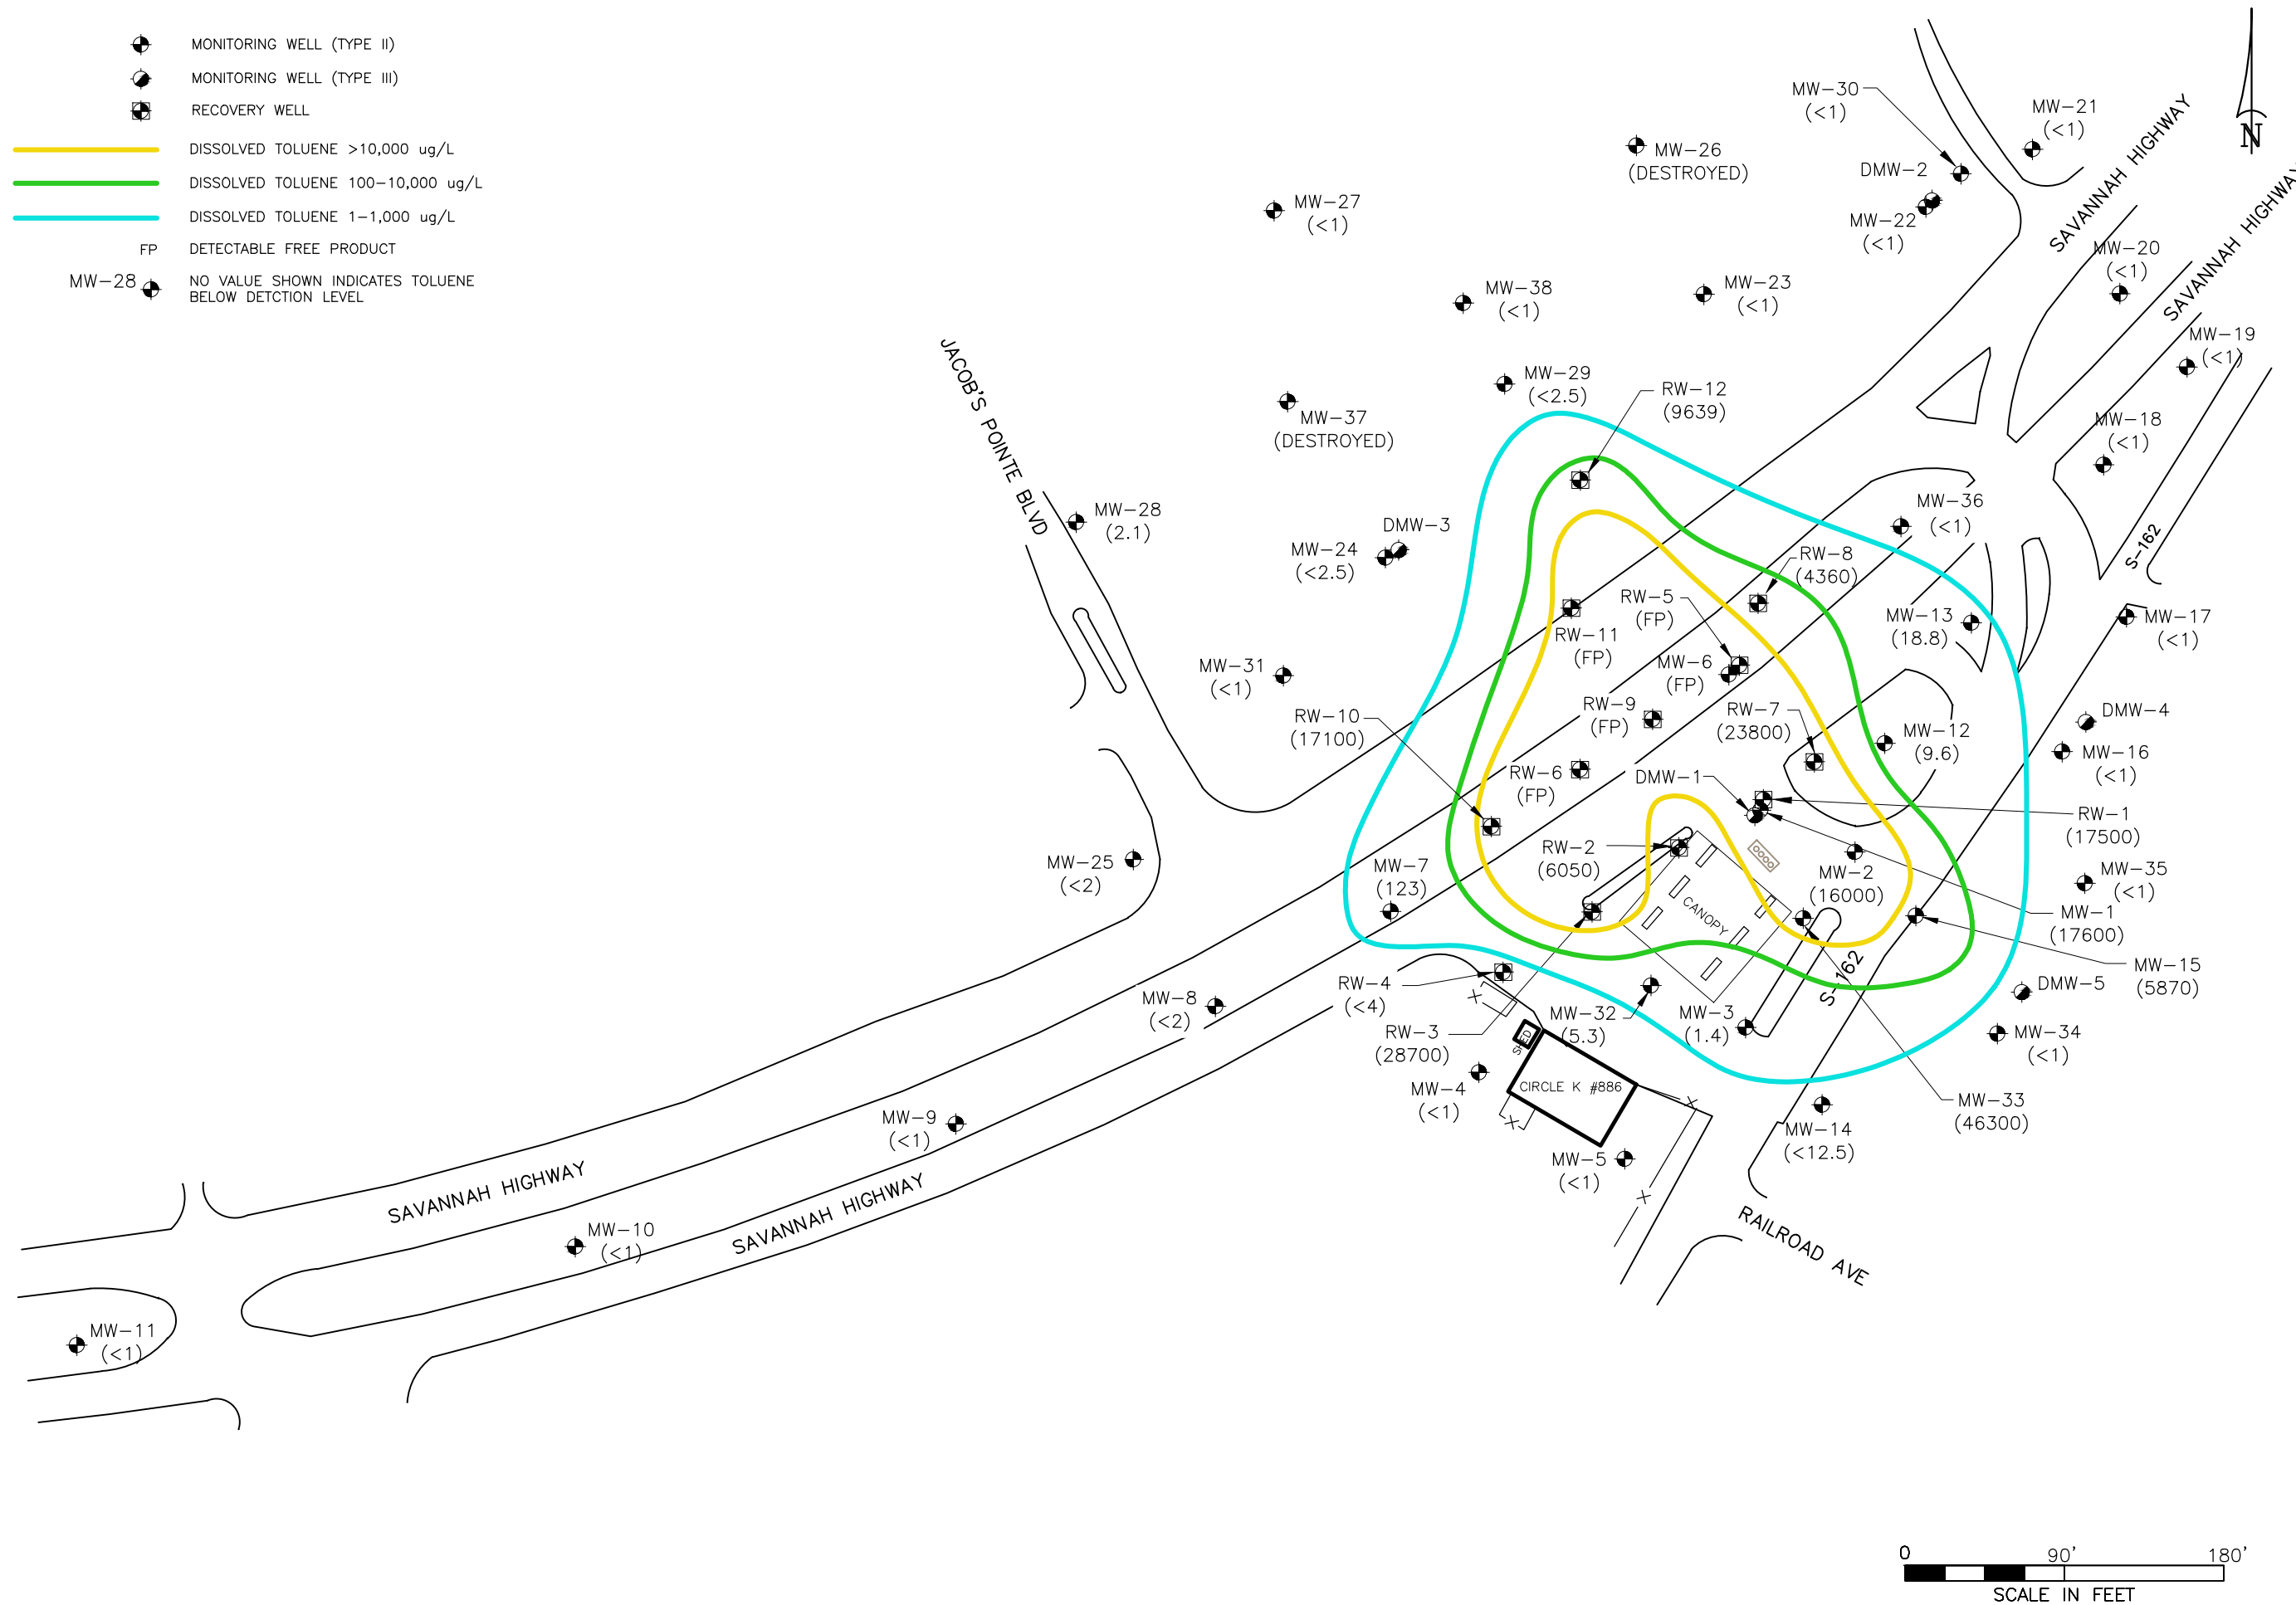 MONITORING WELL (TYPE II)
MONITORING WELL (TYPE III)
RECOVERY WELL
DISSOLVED TOLUENE >10,000 ug/L
DISSOLVED TOLUENE 100-10,000 ug/L
DISSOLVED TOLUENE 1-1,000 ug/L
FP
DETECTABLE FREE PRODUCT
MW-28
NO VALUE SHOWN INDICATES TOLUENE
BELOW DETCTION LEVEL
N
MW-30
(<1)
MW-21
(<1)
MW-26
(DESTROYED)
DMW-2
MW-22
(<1)
SAVANNAH HIGHWAY
SAVANNAH HIGHWAY
MW-27
(<1)
MW-20
(<1)
MW-38
(<1)
MW-23
(<1)
MW-19
(<1)
JACOB'S POINTE BLVD
MW-29
(<2.5)
RW-12
(9639)
MW-37
(DESTROYED)
MW-18
(<1)
MW-28
(2.1)
DMW-3
MW-24
(<2.5)
MW-36
(<1)
S-162
RW-8
(4360)
RW-5
(FP)
MW-13
(18.8)
MW-17
(<1)
RW-11
(FP)
MW-6
(FP)
MW-31
(<1)
RW-10
(17100)
RW-9
(FP)
RW-7
(23800)
DMW-4
MW-12
(9.6)
MW-16
(<1)
RW-6
(FP)
DMW-1
RW-1
(17500)
RW-2
(6050)
MW-25
(<2)
MW-7
(123)
MW-2
(16000)
MW-35
(<1)
CANOPY
MW-1
(17600)
MW-15
(5870)
S-162
RW-4
(<4)
DMW-5
MW-8
(<2)
MW-32
(5.3)
MW-3
(1.4)
RW-3
(28700)
SHED
MW-34
(<1)
X
MW-4
(<1)
CIRCLE K #886
X
X
MW-33
(46300)
MW-9
(<1)
MW-14
(<12.5)
MW-5
(<1)
X
SAVANNAH HIGHWAY
SAVANNAH HIGHWAY
RAILROAD AVE
MW-10
(<1)
MW-11
(<1)
0 90' 180'
SCALE IN FEET